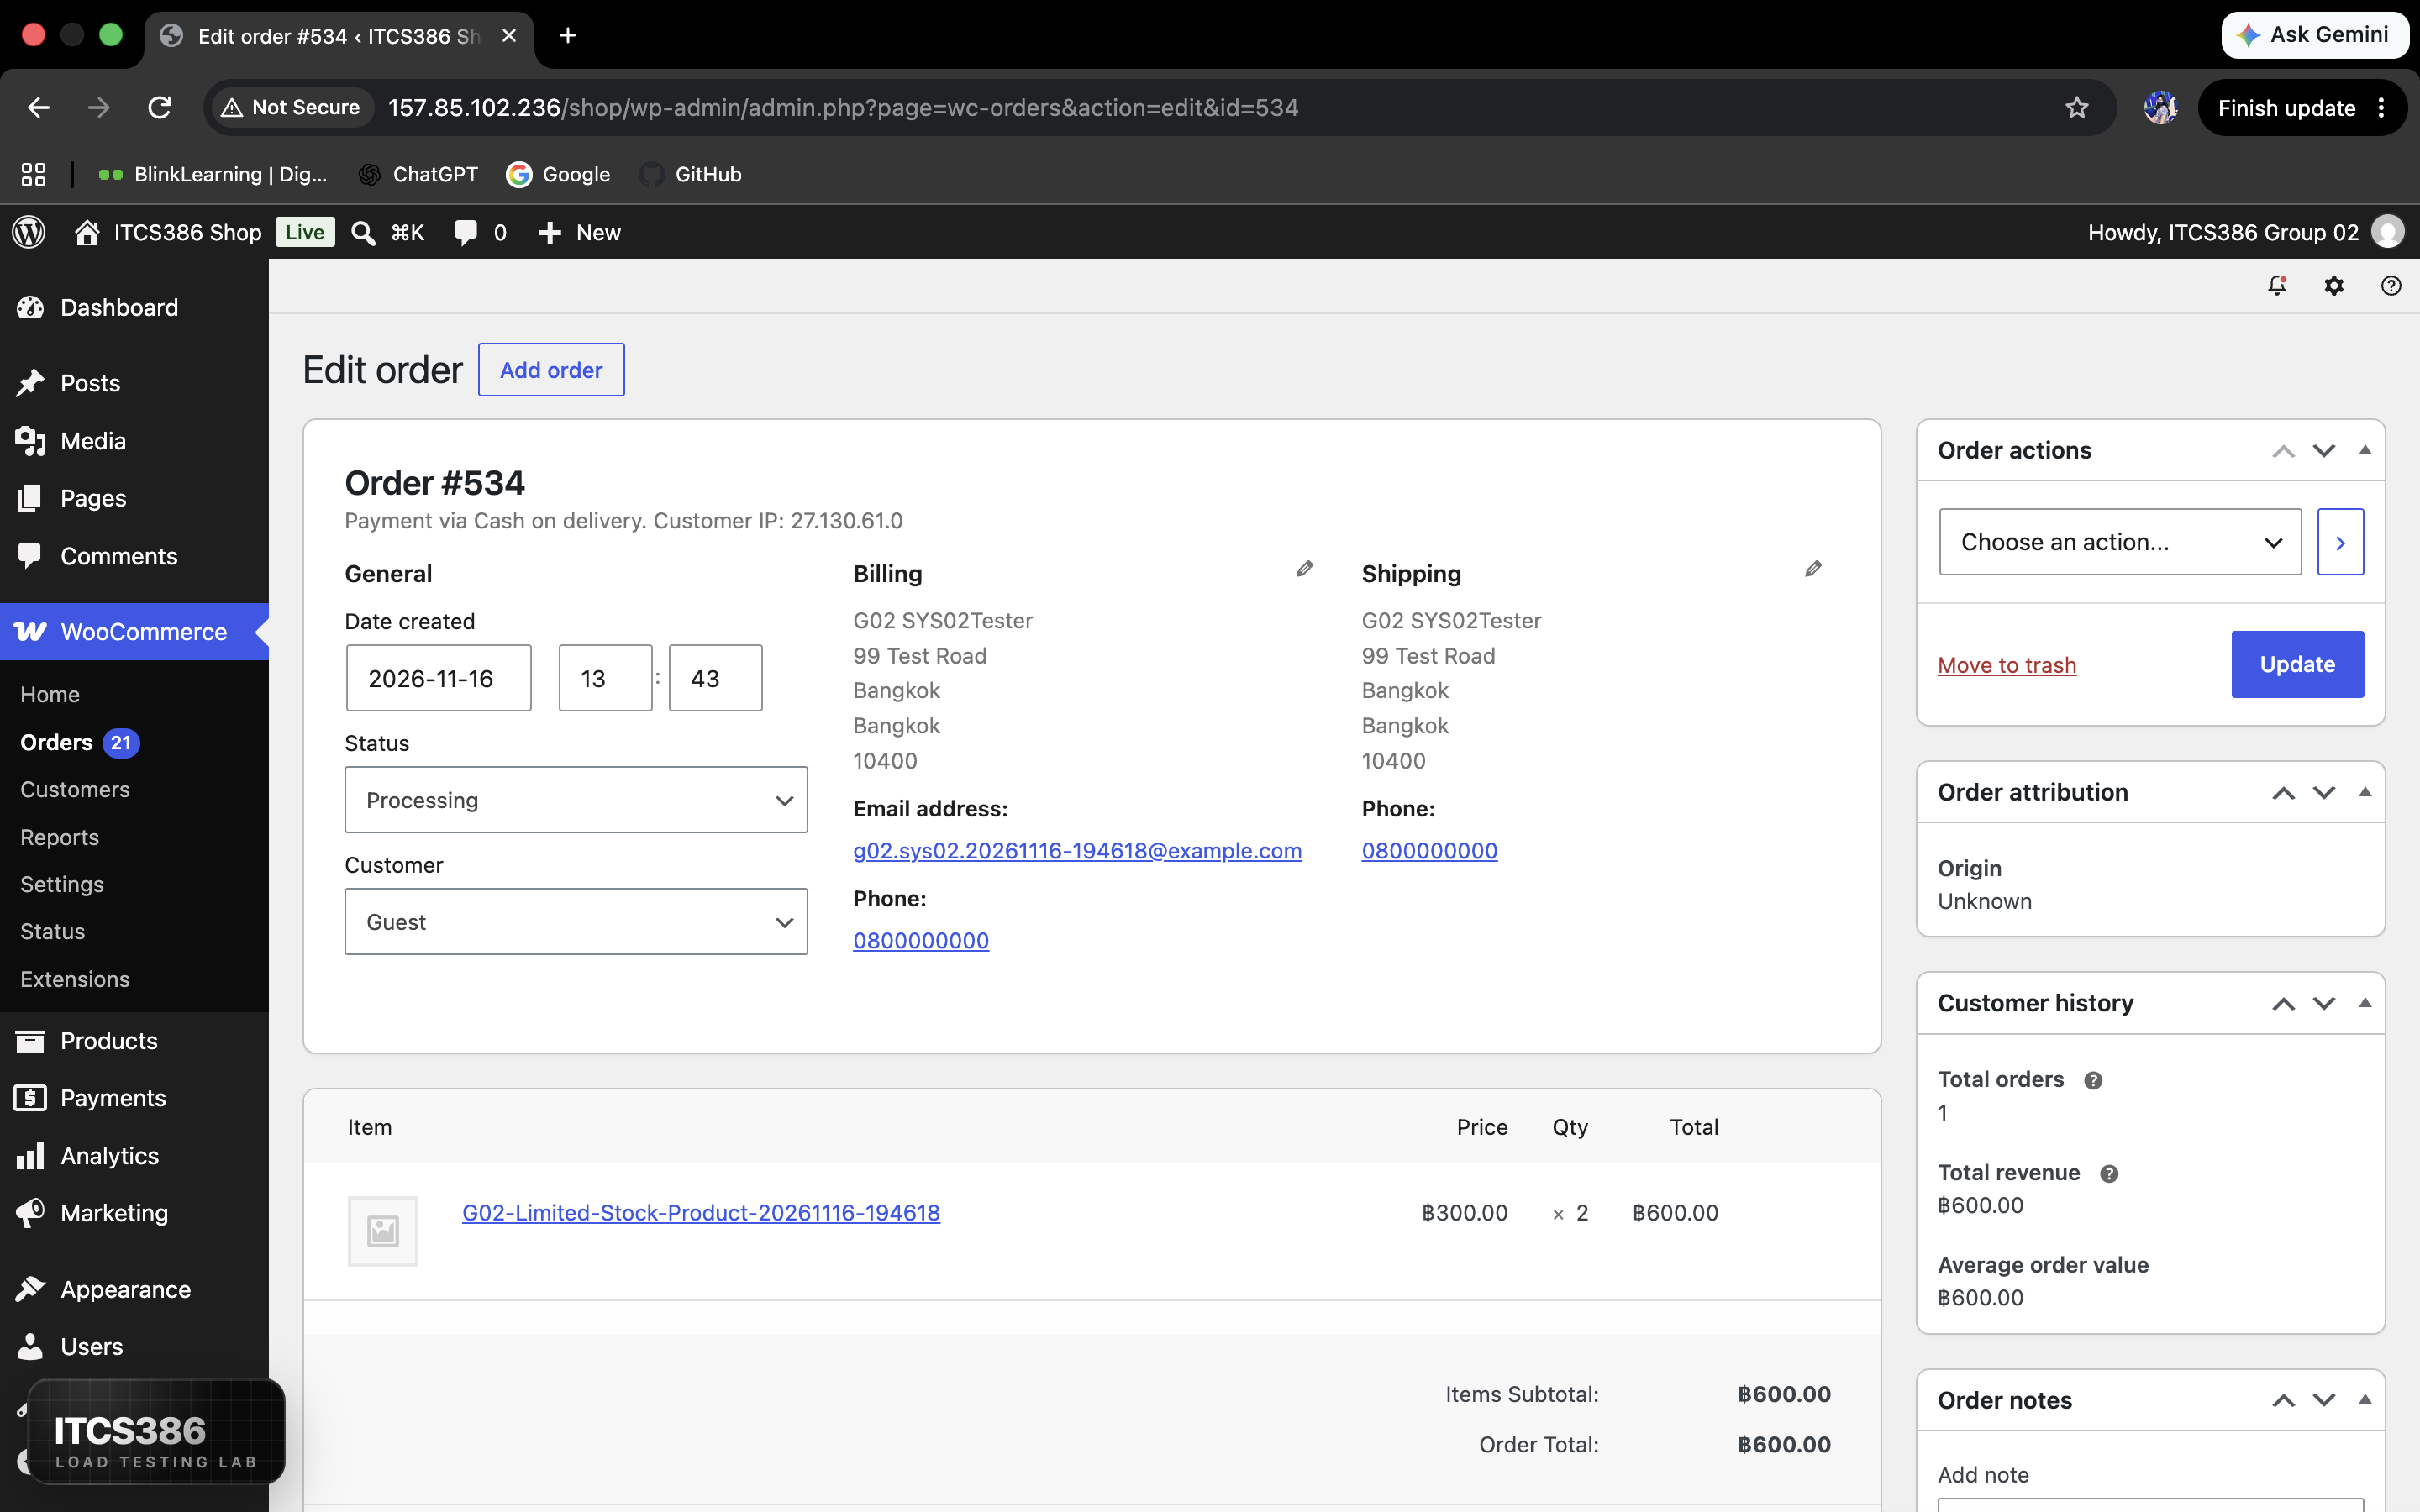 Edit order #534 ‹ ITCS386 Sh
Ask Gemini
Not Secure
157.85.102.236/shop/wp-admin/admin.php?page=wc-orders&action=edit&id=534
Finish update
BlinkLearning | Dig...
ChatGPT
Google
GitHub
ITCS386 Shop
Live
⌘K
0
New
Howdy, ITCS386 Group 02
Dashboard
Posts
Media
Pages
Comments
WooCommerce
Home
Orders 21
Customers
Reports
Settings
Status
Extensions
Products
Payments
Analytics
Marketing
Appearance
Users
ITCS386
LOAD TESTING LAB
Edit order
Add order
Order #534
Payment via Cash on delivery. Customer IP: 27.130.61.0
General
Date created
2026-11-16
13
:
43
Status
Processing
Customer
Guest
Billing
G02 SYS02Tester
99 Test Road
Bangkok
Bangkok
10400
Email address:
g02.sys02.20261116-194618@example.com
Phone:
0800000000
Shipping
G02 SYS02Tester
99 Test Road
Bangkok
Bangkok
10400
Phone:
0800000000
Item
Price
Qty
Total
G02-Limited-Stock-Product-20261116-194618
฿300.00
× 2
฿600.00
Items Subtotal:
฿600.00
Order Total:
฿600.00
Order actions
Choose an action...
Move to trash
Update
Order attribution
Origin
Unknown
Customer history
Total orders
1
Total revenue
฿600.00
Average order value
฿600.00
Order notes
Add note